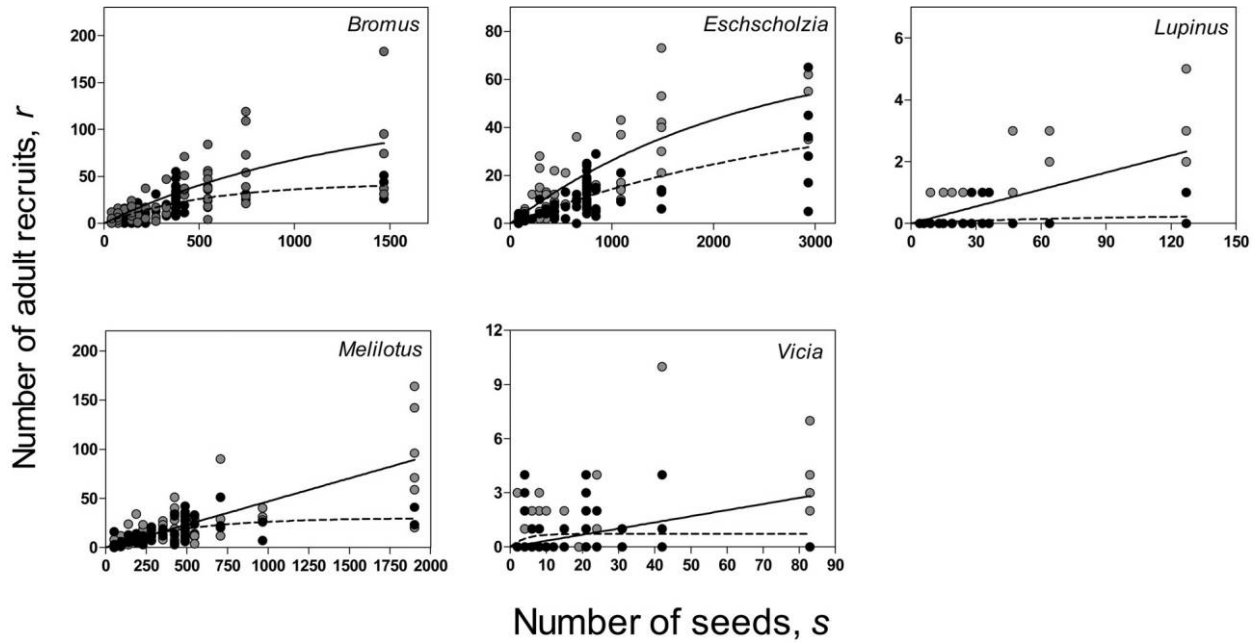 Number of adult recruits, r
Bromus
200
150
100
50
0
0 500 1000 1500
Eschscholzia
80
60
40
20
0
0 1000 2000 3000
Lupinus
6
4
2
0
0 30 60 90 120 150
Melilotus
200
150
100
50
0
0 250 500 750 1000 1250 1500 1750 2000
Vicia
12
9
6
3
0
0 10 20 30 40 50 60 70 80 90
Number of seeds, s